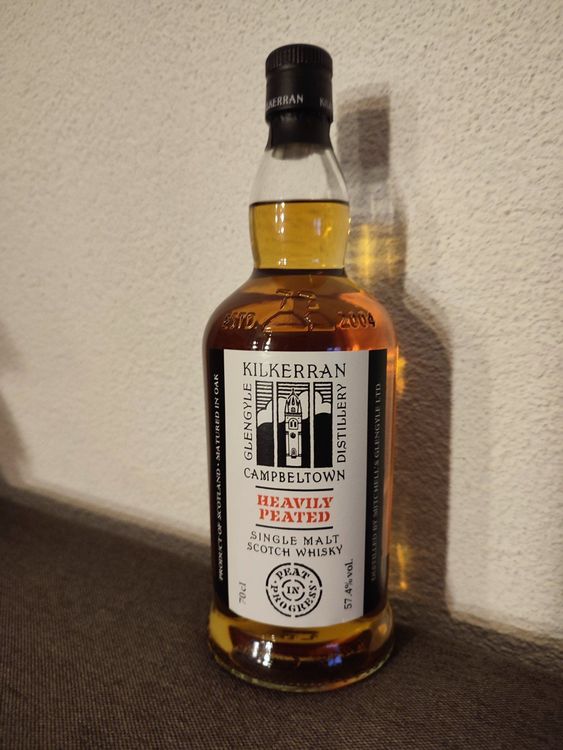 KILKERRAN
ESTD. 2004
KILKERRAN
GLENGYLE
DISTILLERY
CAMPBELTOWN
HEAVILY
PEATED
SINGLE MALT
SCOTCH WHISKY
PEAT
IN
PROGRESS
70cl
57.4% vol.
PRODUCT OF SCOTLAND • MATURED IN OAK
DISTILLED BY MITCHELL'S GLENGYLE LTD